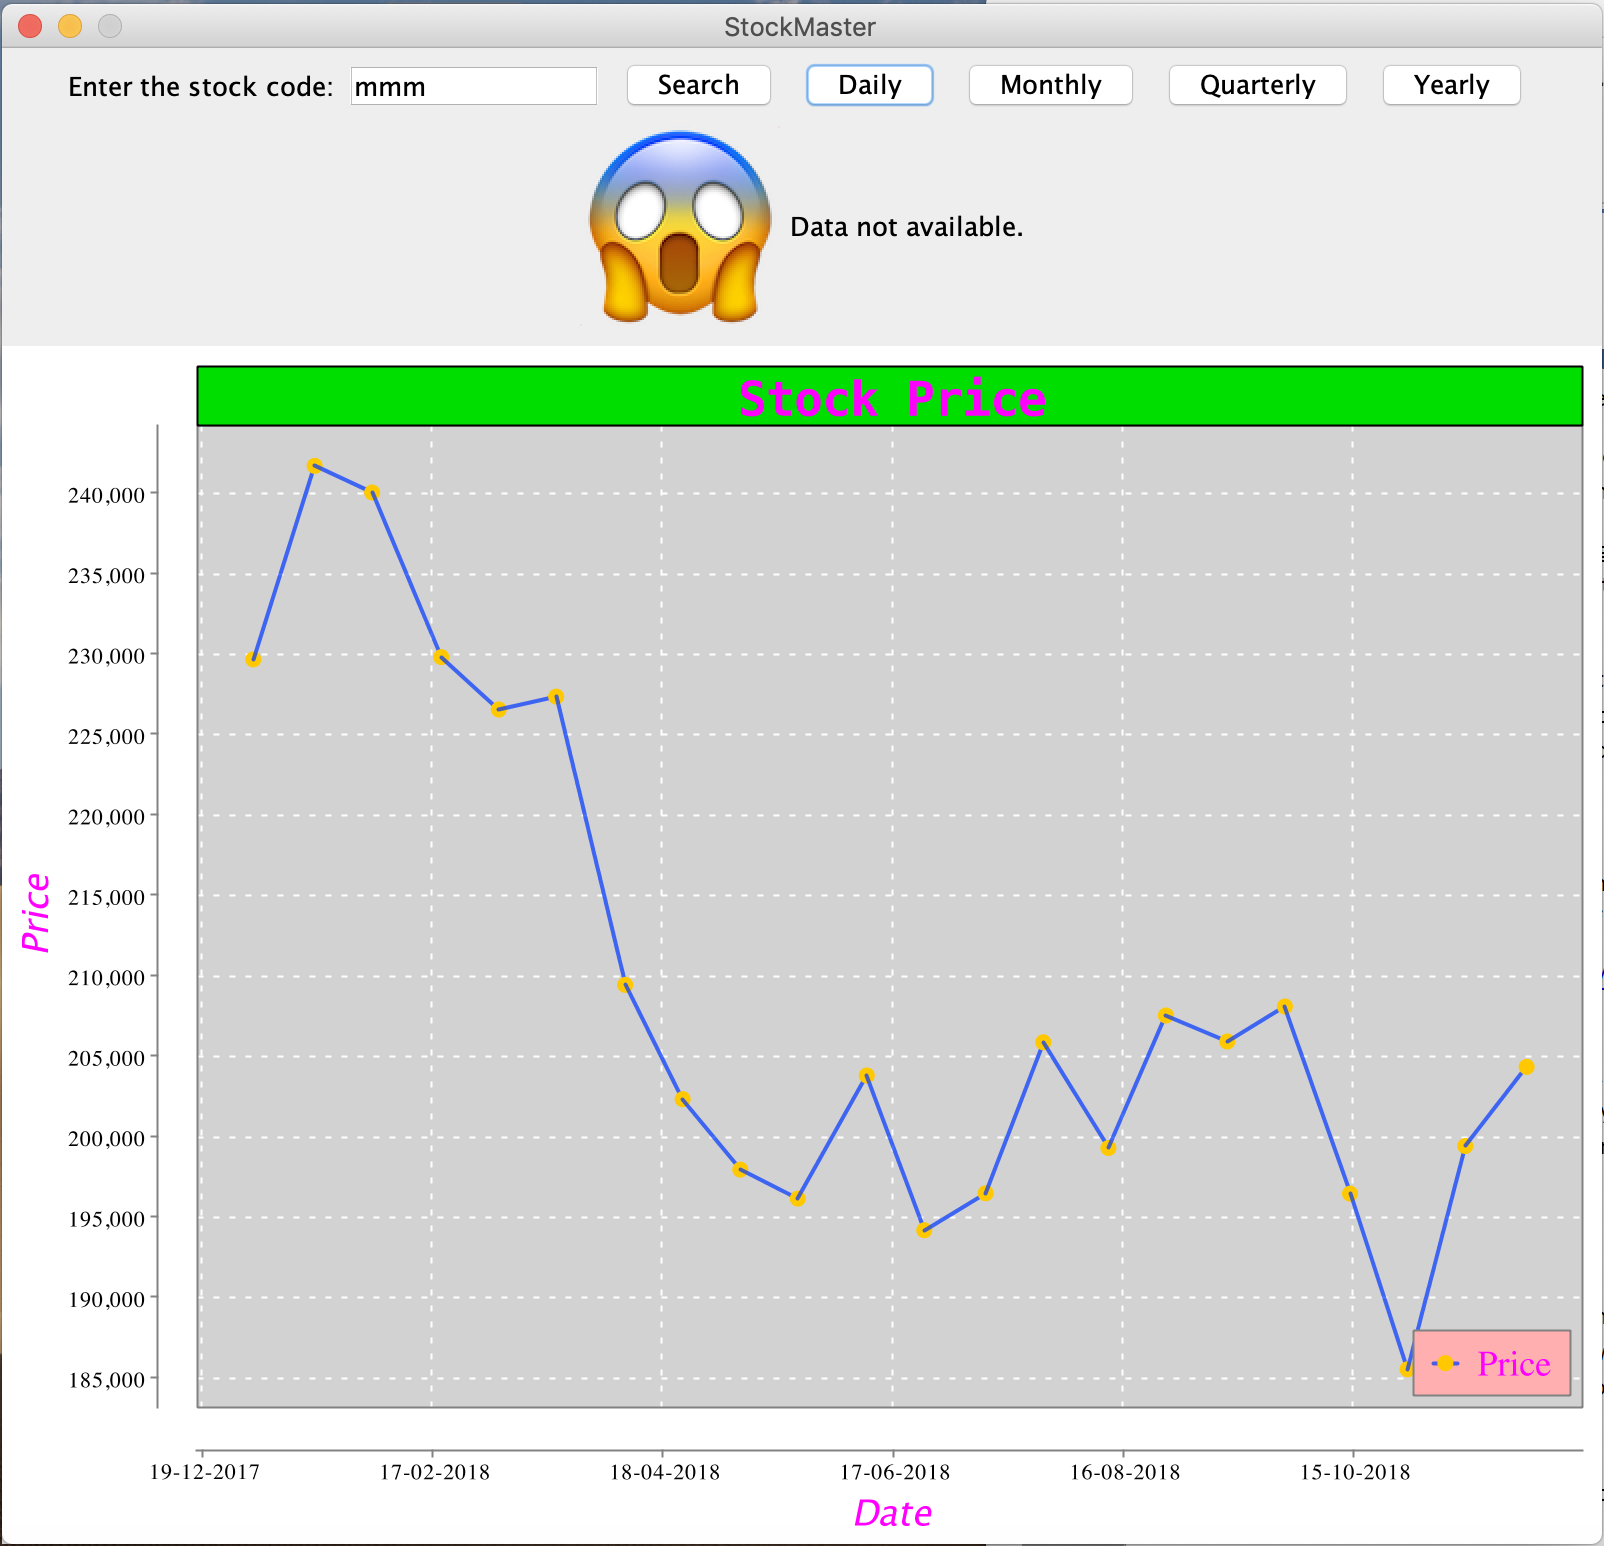 StockMaster
Enter the stock code: mmm Search Daily Monthly Quarterly Yearly
Data not available.
Stock Price
240,000
235,000
230,000
225,000
220,000
215,000
210,000
205,000
200,000
195,000
190,000
185,000
Price
Price
19-12-2017 17-02-2018 18-04-2018 17-06-2018 16-08-2018 15-10-2018
Date